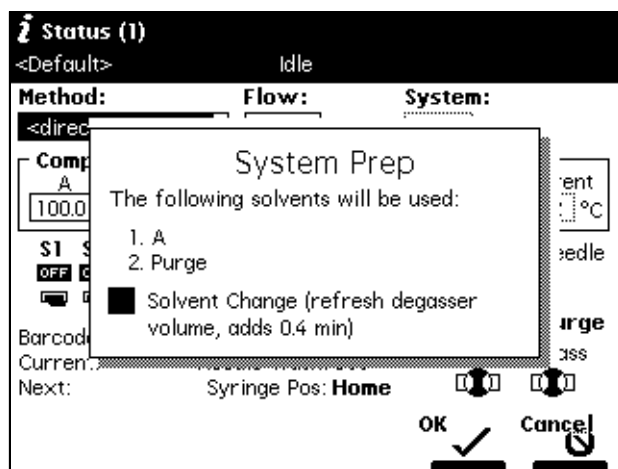 i Status (1)
<Default> Idle
Method: Flow: System:
<direc
Comp
A
100.0
rent
°C
S1
OFF
eedle
System Prep
The following solvents will be used:
1. A
2. Purge
Solvent Change (refresh degasser
volume, adds 0.4 min)
urge
ass
Barcod
Curren
Next: Syringe Pos: Home
OK Cancel